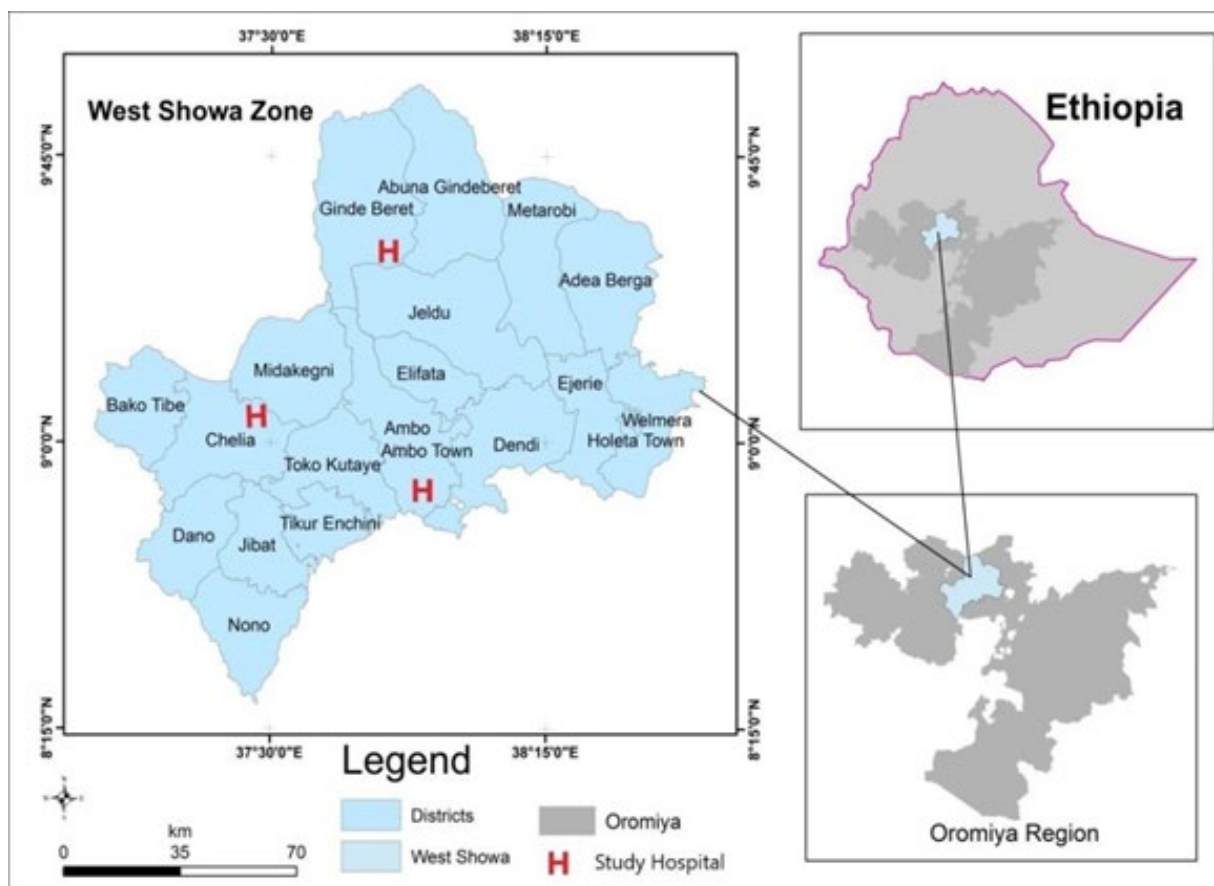 37°30'0"E
38°15'0"E
West Showa Zone
Ethiopia
9°45'0"N
9°45'0"N
Abuna Gindeberet
Ginde Beret
Metarobi
H
Adea Berga
Jeldu
Midakegni
Elifata
Ejerie
Bako Tibe
H
Welmera
Chelia
Ambo
Holeta Town
9°0'0"N
9°0'0"N
Ambo Town
Dendi
Toko Kutaye
H
Tikur Enchini
Dano
Jibat
Nono
8°15'0"N
8°15'0"N
37°30'0"E
38°15'0"E
Legend
Districts
West Showa
Oromiya
H Study Hospital
km
0 35 70
Oromiya Region